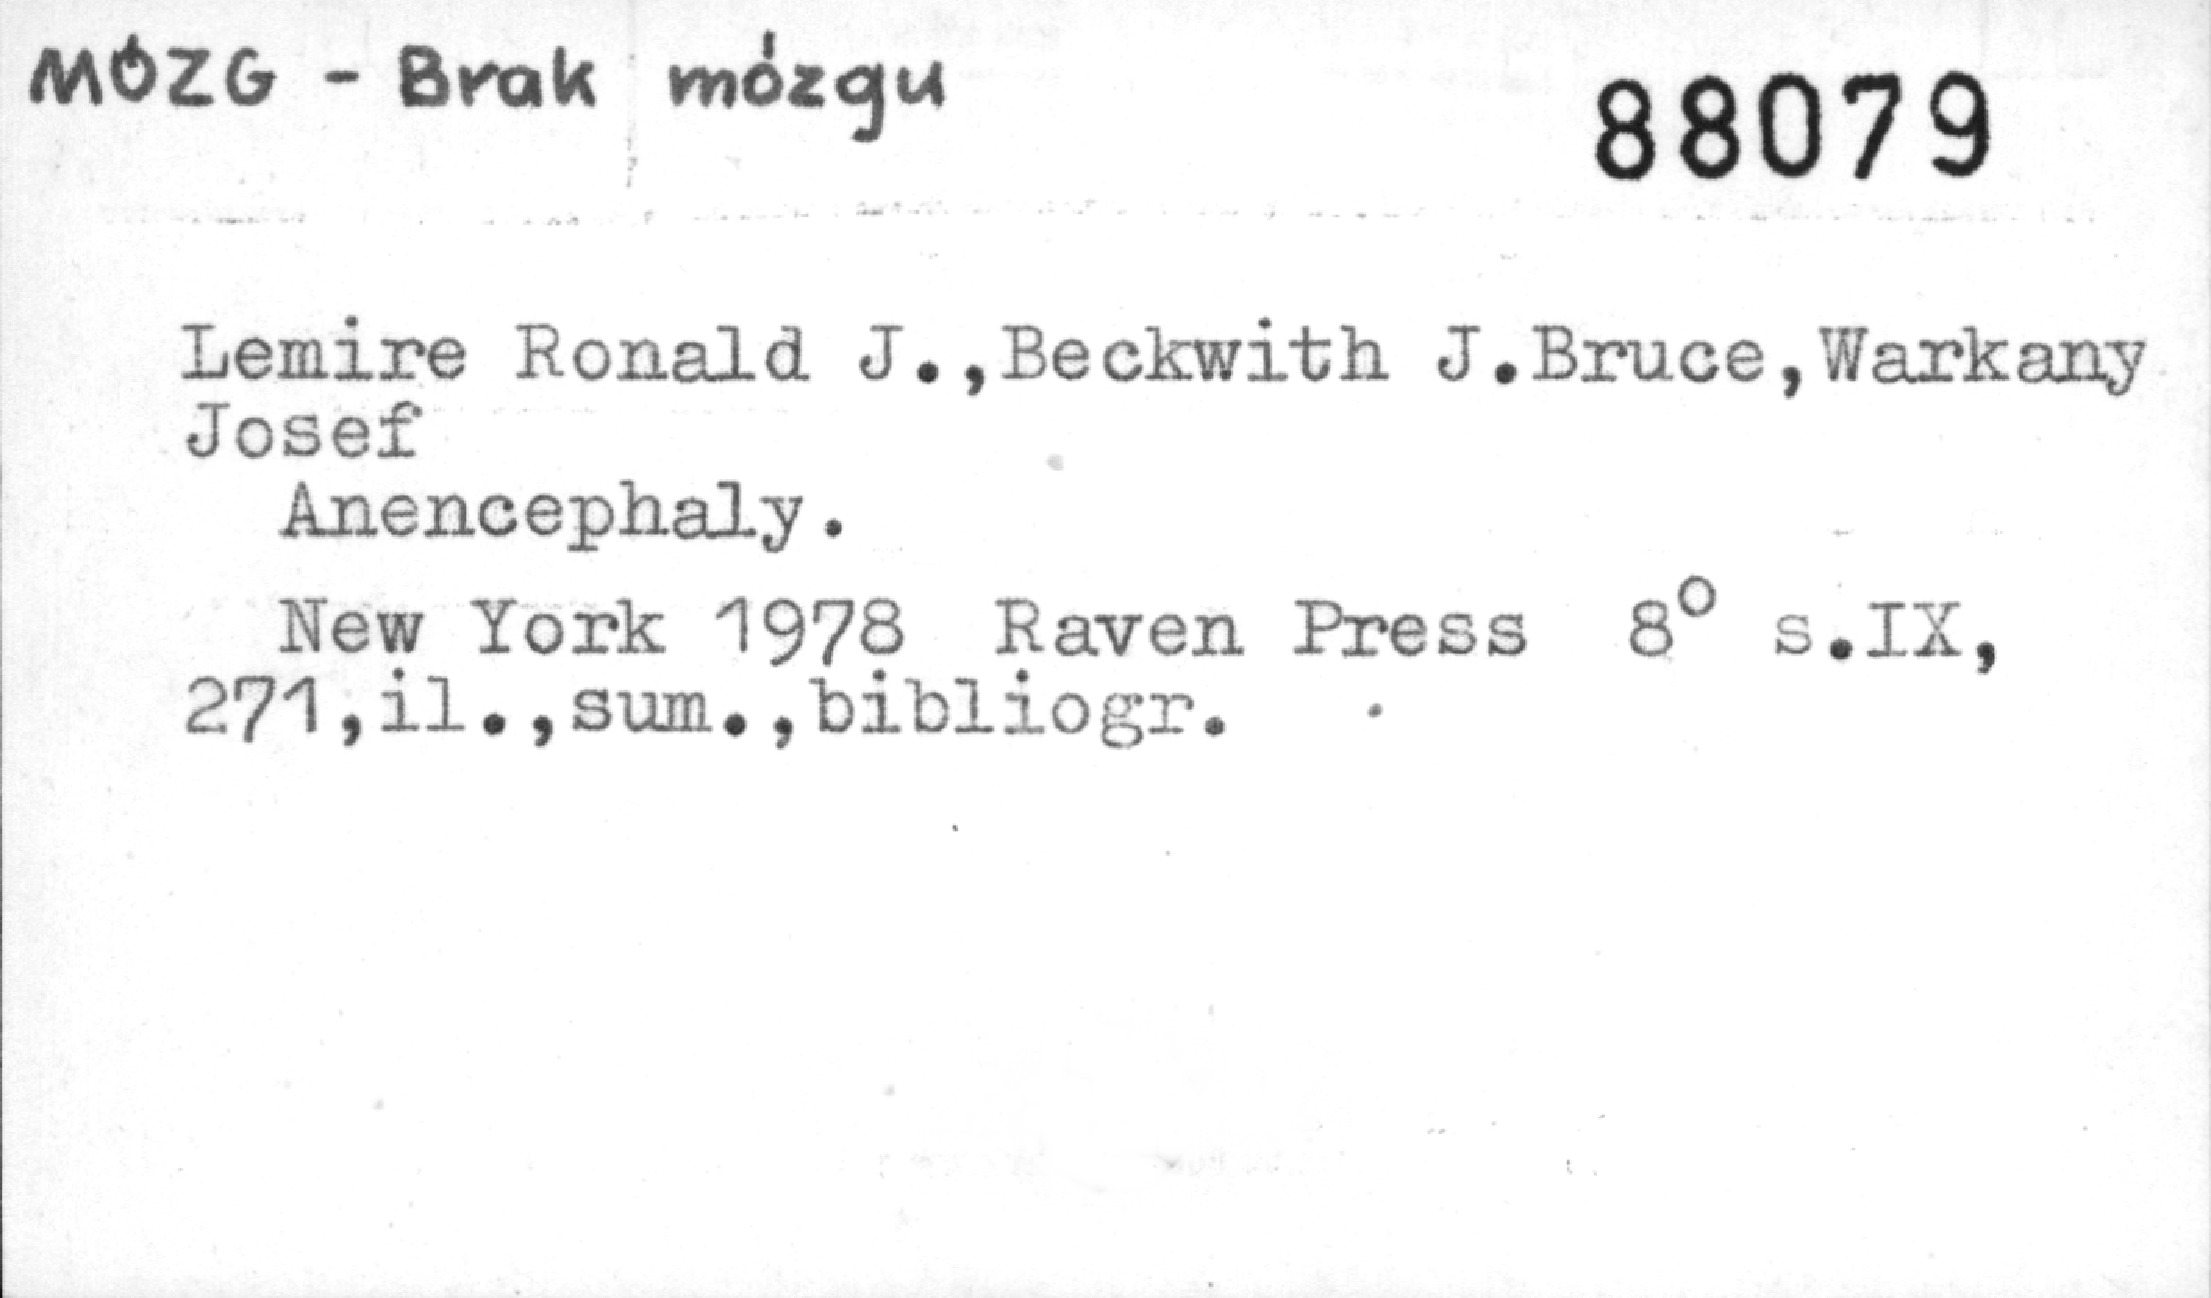 MÓZG - Brak mózgu
88079
Lemire Ronald J.,Beckwith J.Bruce,Warkany
Josef
Anencephaly.
New York 1978 Raven Press 8° s.IX,
271,il.,sum.,bibliogr.